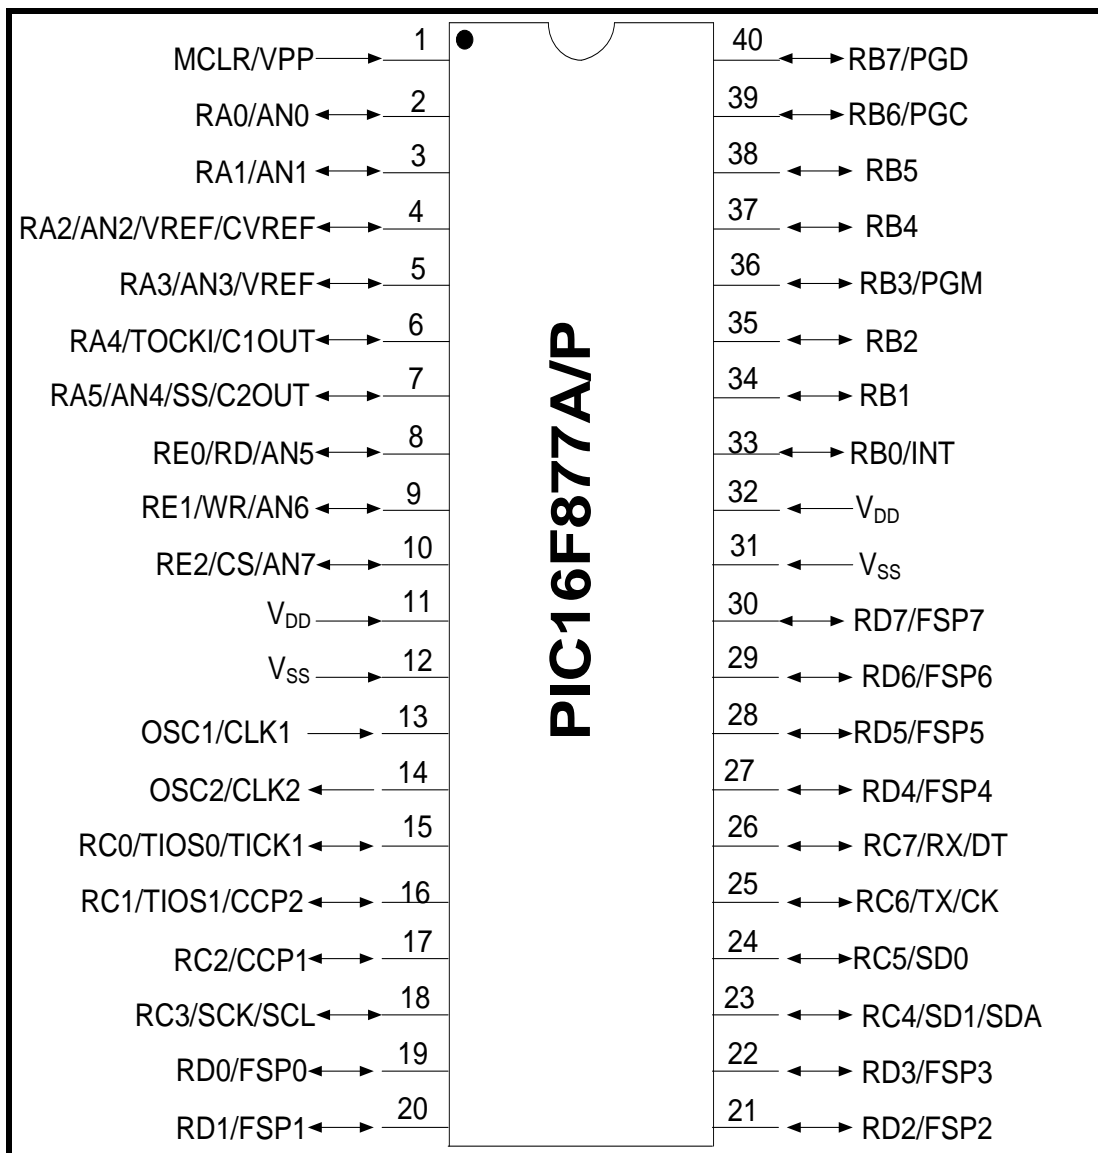 MCLR/VPP 1
RA0/AN0 2
RA1/AN1 3
RA2/AN2/VREF/CVREF 4
RA3/AN3/VREF 5
RA4/TOCKI/C1OUT 6
RA5/AN4/SS/C2OUT 7
RE0/RD/AN5 8
RE1/WR/AN6 9
RE2/CS/AN7 10
VDD 11
VSS 12
OSC1/CLK1 13
OSC2/CLK2 14
RC0/TIOS0/TICK1 15
RC1/TIOS1/CCP2 16
RC2/CCP1 17
RC3/SCK/SCL 18
RD0/FSP0 19
RD1/FSP1 20
PIC16F877A/P
40 RB7/PGD
39 RB6/PGC
38 RB5
37 RB4
36 RB3/PGM
35 RB2
34 RB1
33 RB0/INT
32 VDD
31 VSS
30 RD7/FSP7
29 RD6/FSP6
28 RD5/FSP5
27 RD4/FSP4
26 RC7/RX/DT
25 RC6/TX/CK
24 RC5/SD0
23 RC4/SD1/SDA
22 RD3/FSP3
21 RD2/FSP2